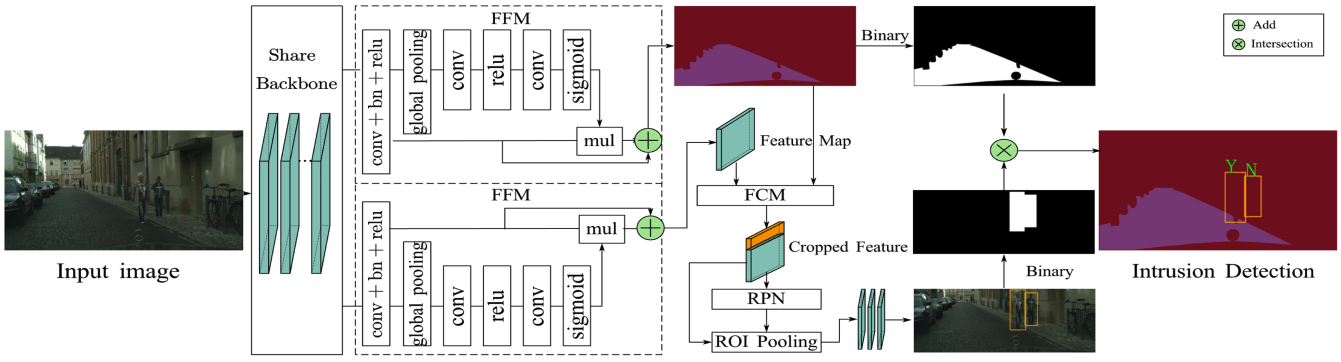 Input image
Share
Backbone
FFM
conv + bn + relu
global pooling
conv
relu
conv
sigmoid
mul
FFM
conv + bn + relu
global pooling
conv
relu
conv
sigmoid
mul
Binary
Feature Map
FCM
Cropped Feature
RPN
ROI Pooling
Binary
Add
Intersection
Y
N
Intrusion Detection